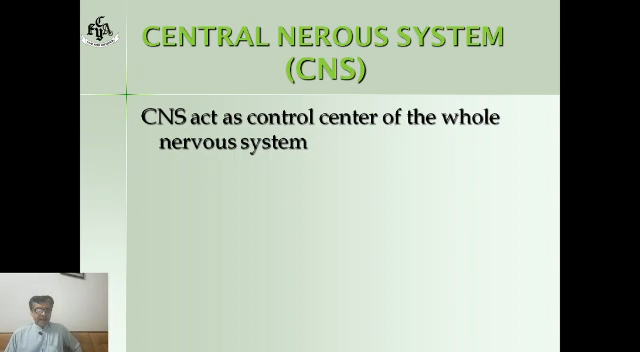 CENTRAL NEROUS SYSTEM
(CNS)
CNS act as control center of the whole
nervous system